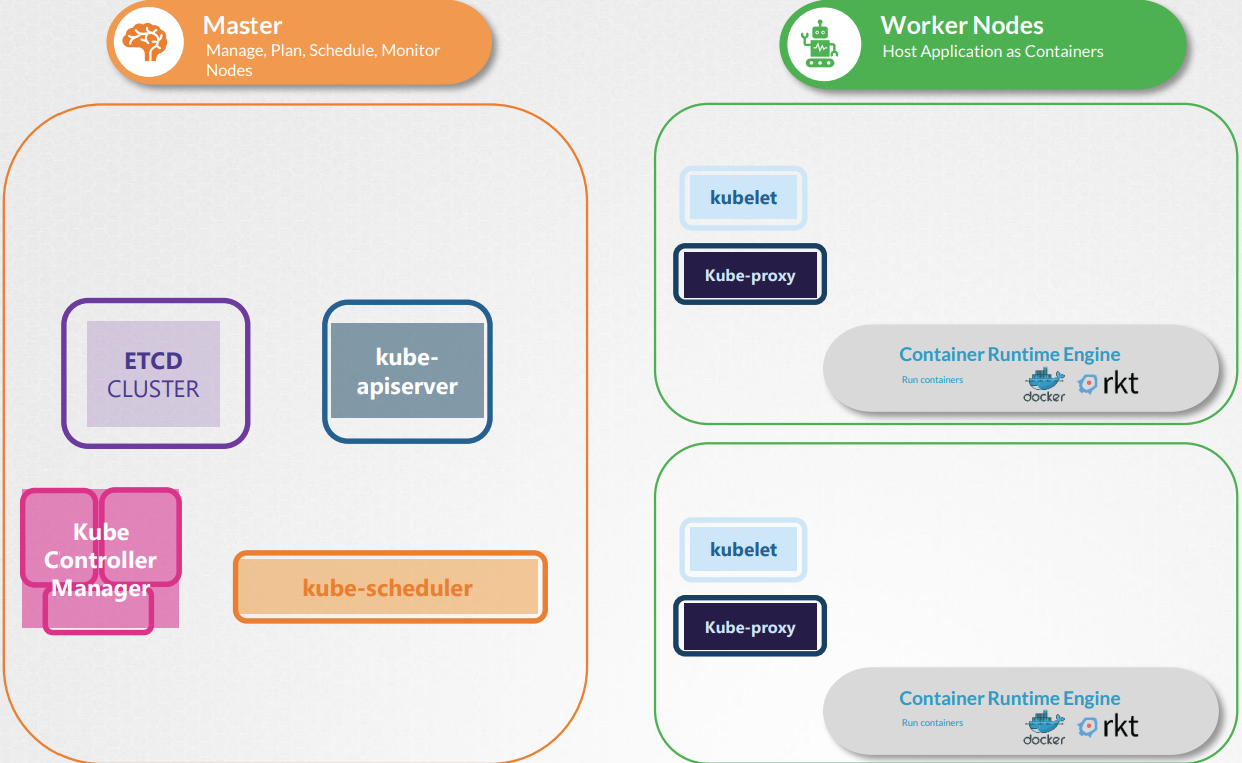 Master
Manage, Plan, Schedule, Monitor
Nodes
ETCD
CLUSTER
kube-
apiserver
Kube
Controller
Manager
kube-scheduler
Worker Nodes
Host Application as Containers
kubelet
Kube-proxy
Container Runtime Engine
Run containers
docker
rkt
kubelet
Kube-proxy
Container Runtime Engine
Run containers
docker
rkt